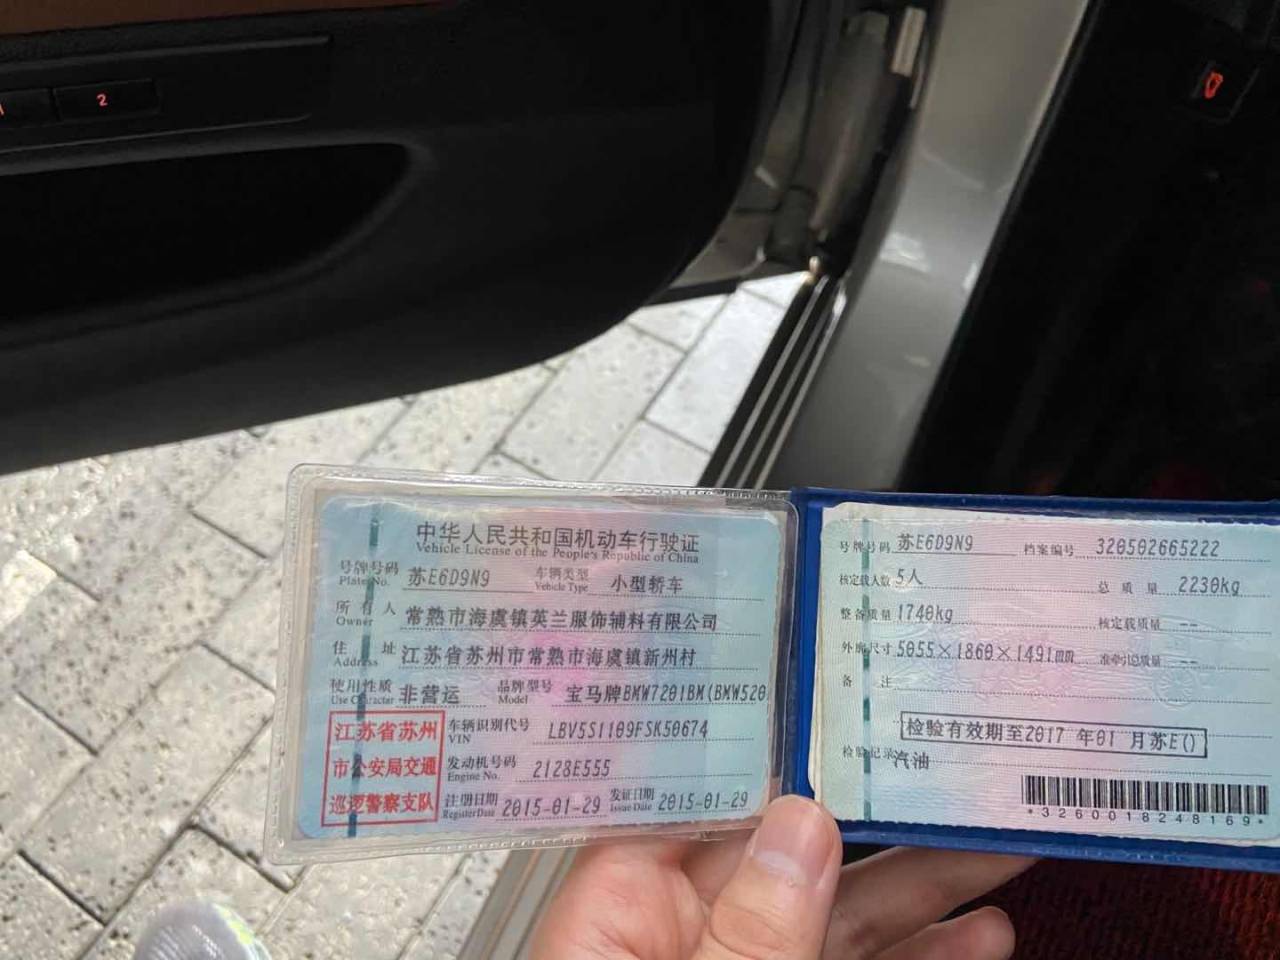 2
中华人民共和国机动车行驶证
Vehicle License of the People's Republic of China
号牌号码 苏E6D9N9 车辆类型 小型轿车
Plate No. Vehicle Type
所有人 常熟市海虞镇英兰服饰辅料有限公司
Owner
住址 江苏省苏州市常熟市海虞镇新州村
Address
使用性质 非营运 品牌型号 宝马牌BMW7201BM(BMW520
Use Character Model
江苏省苏州
市公安局交通
巡逻警察支队
车辆识别代号 LBV5S1109FSK50674
VIN
发动机号码 2128E555
Engine No.
注册日期 2015-01-29 发证日期 2015-01-29
Register Date Issue Date
号牌号码 苏E6D9N9 档案编号 320502665222
核定载人数 5人 总质量 2230kg
整备质量 1740kg 核定载质量 --
外廓尺寸 5055×1860×1491mm 准牵引总质量 --
备注
检验有效期至2017年01月苏E()
检验记录 汽油
*3260018248169*